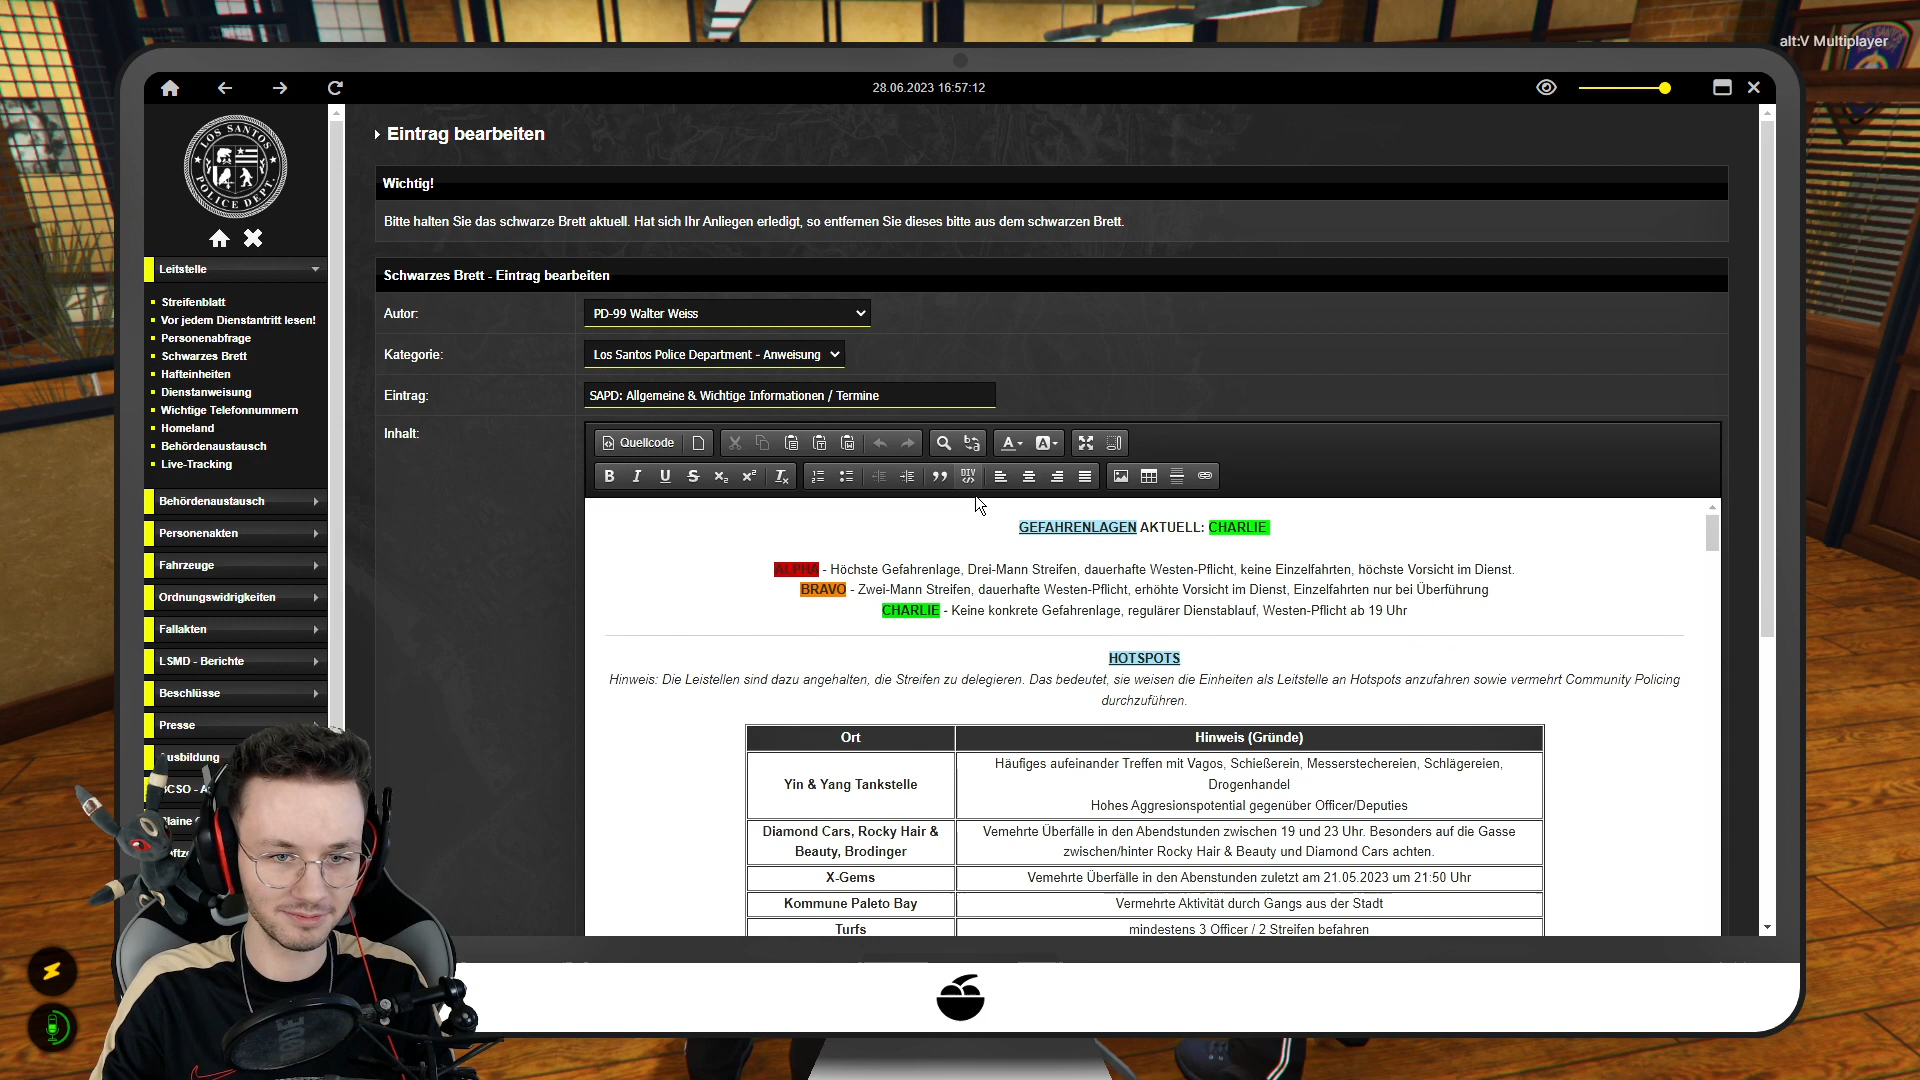 alt:V Multiplayer
28.06.2023 16:57:12
LOS SANTOS
POLICE DEPT.
Leitstelle
Streifenblatt
Vor jedem Dienstantritt lesen!
Personenabfrage
Schwarzes Brett
Hafteinheiten
Dienstanweisung
Wichtige Telefonnummern
Homeland
Behördenaustausch
Live-Tracking
Behördenaustausch
Personenakten
Fahrzeuge
Ordnungswidrigkeiten
Fallakten
LSMD - Berichte
Beschlüsse
Presse
Eintrag bearbeiten
Wichtig!
Bitte halten Sie das schwarze Brett aktuell. Hat sich Ihr Anliegen erledigt, so entfernen Sie dieses bitte aus dem schwarzen Brett.
Schwarzes Brett - Eintrag bearbeiten
Autor:
PD-99 Walter Weiss
Kategorie:
Los Santos Police Department - Anweisung
Eintrag:
SAPD: Allgemeine & Wichtige Informationen / Termine
Inhalt:
Quellcode
GEFAHRENLAGEN AKTUELL: CHARLIE
ALPHA - Höchste Gefahrenlage, Drei-Mann Streifen, dauerhafte Westen-Pflicht, keine Einzelfahrten, höchste Vorsicht im Dienst.
BRAVO - Zwei-Mann Streifen, dauerhafte Westen-Pflicht, erhöhte Vorsicht im Dienst, Einzelfahrten nur bei Überführung
CHARLIE - Keine konkrete Gefahrenlage, regulärer Dienstablauf, Westen-Pflicht ab 19 Uhr
HOTSPOTS
Hinweis: Die Leistellen sind dazu angehalten, die Streifen zu delegieren. Das bedeutet, sie weisen die Einheiten als Leitstelle an Hotspots anzufahren sowie vermehrt Community Policing
durchzuführen.
Ort
Hinweis (Gründe)
Yin & Yang Tankstelle
Häufiges aufeinander Treffen mit Vagos, Schießerein, Messerstechereien, Schlägereien,
Drogenhandel
Hohes Aggresionspotential gegenüber Officer/Deputies
Diamond Cars, Rocky Hair &
Beauty, Brodinger
Vemehrte Überfälle in den Abendstunden zwischen 19 und 23 Uhr. Besonders auf die Gasse
zwischen/hinter Rocky Hair & Beauty und Diamond Cars achten.
X-Gems
Vemehrte Überfälle in den Abenstunden zuletzt am 21.05.2023 um 21:50 Uhr
Kommune Paleto Bay
Vermehrte Aktivität durch Gangs aus der Stadt
Turfs
mindestens 3 Officer / 2 Streifen befahren